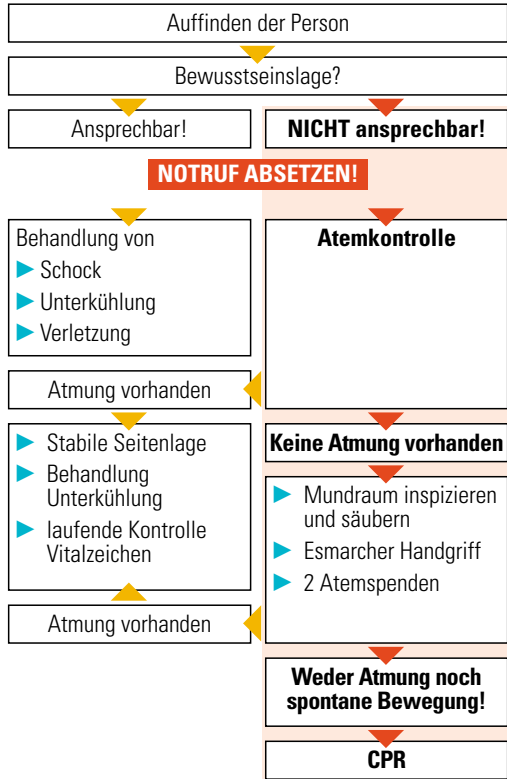 Auffinden der Person
Bewusstseinslage?
Ansprechbar!
NICHT ansprechbar!
NOTRUF ABSETZEN!
Behandlung von
Schock
Unterkühlung
Verletzung
Atemkontrolle
Atmung vorhanden
Stabile Seitenlage
Behandlung
Unterkühlung
laufende Kontrolle
Vitalzeichen
Keine Atmung vorhanden
Mundraum inspizieren
und säubern
Esmarcher Handgriff
2 Atemspenden
Atmung vorhanden
Weder Atmung noch
spontane Bewegung!
CPR